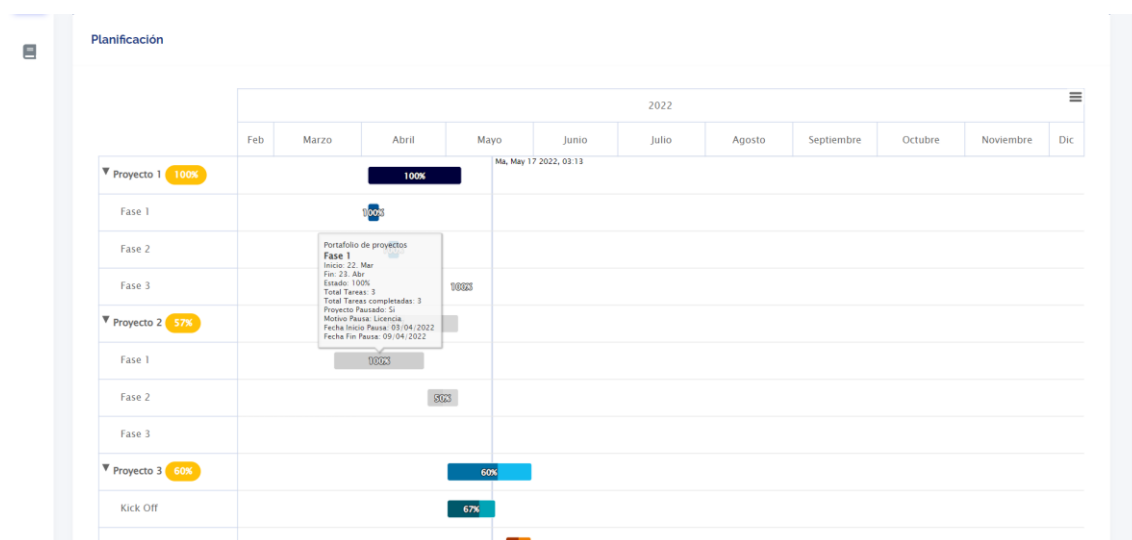 Planificación
2022
Feb Marzo Abril Mayo Junio Julio Agosto Septiembre Octubre Noviembre Dic
Ma, May 17 2022, 03:13
Proyecto 1 100% 100%
Fase 1 100%
Fase 2
Fase 3 100%
Portafolio de proyectos
Fase 1
Inicio: 22. Mar
Fin: 23. Abr
Estado: 100%
Total Tareas: 3
Total Tareas completadas: 3
Proyecto Pausado: Si
Motivo Pausa: Licencia.
Fecha Inicio Pausa: 03/04/2022
Fecha Fin Pausa: 09/04/2022
Proyecto 2 57%
Fase 1 100%
Fase 2 50%
Fase 3
Proyecto 3 60% 60%
Kick Off 67%